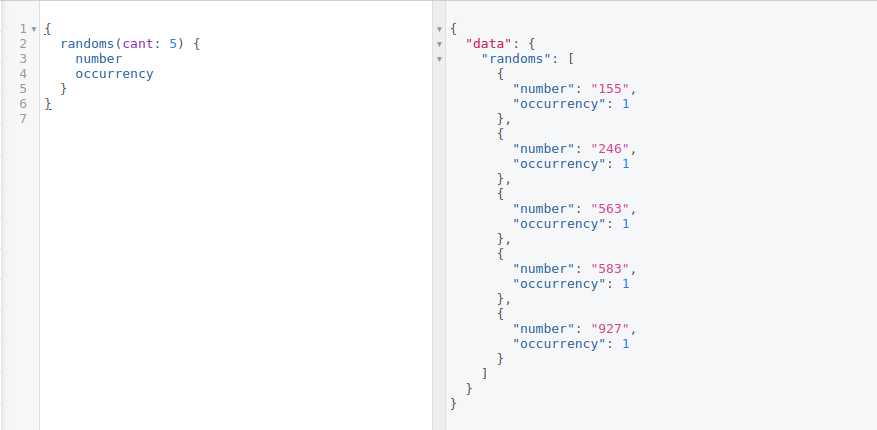 1 {
2 randoms(cant: 5) {
3 number
4 occurrency
5 }
6 }
7
{
"data": {
"randoms": [
{
"number": "155",
"occurrency": 1
},
{
"number": "246",
"occurrency": 1
},
{
"number": "563",
"occurrency": 1
},
{
"number": "583",
"occurrency": 1
},
{
"number": "927",
"occurrency": 1
}
]
}
}